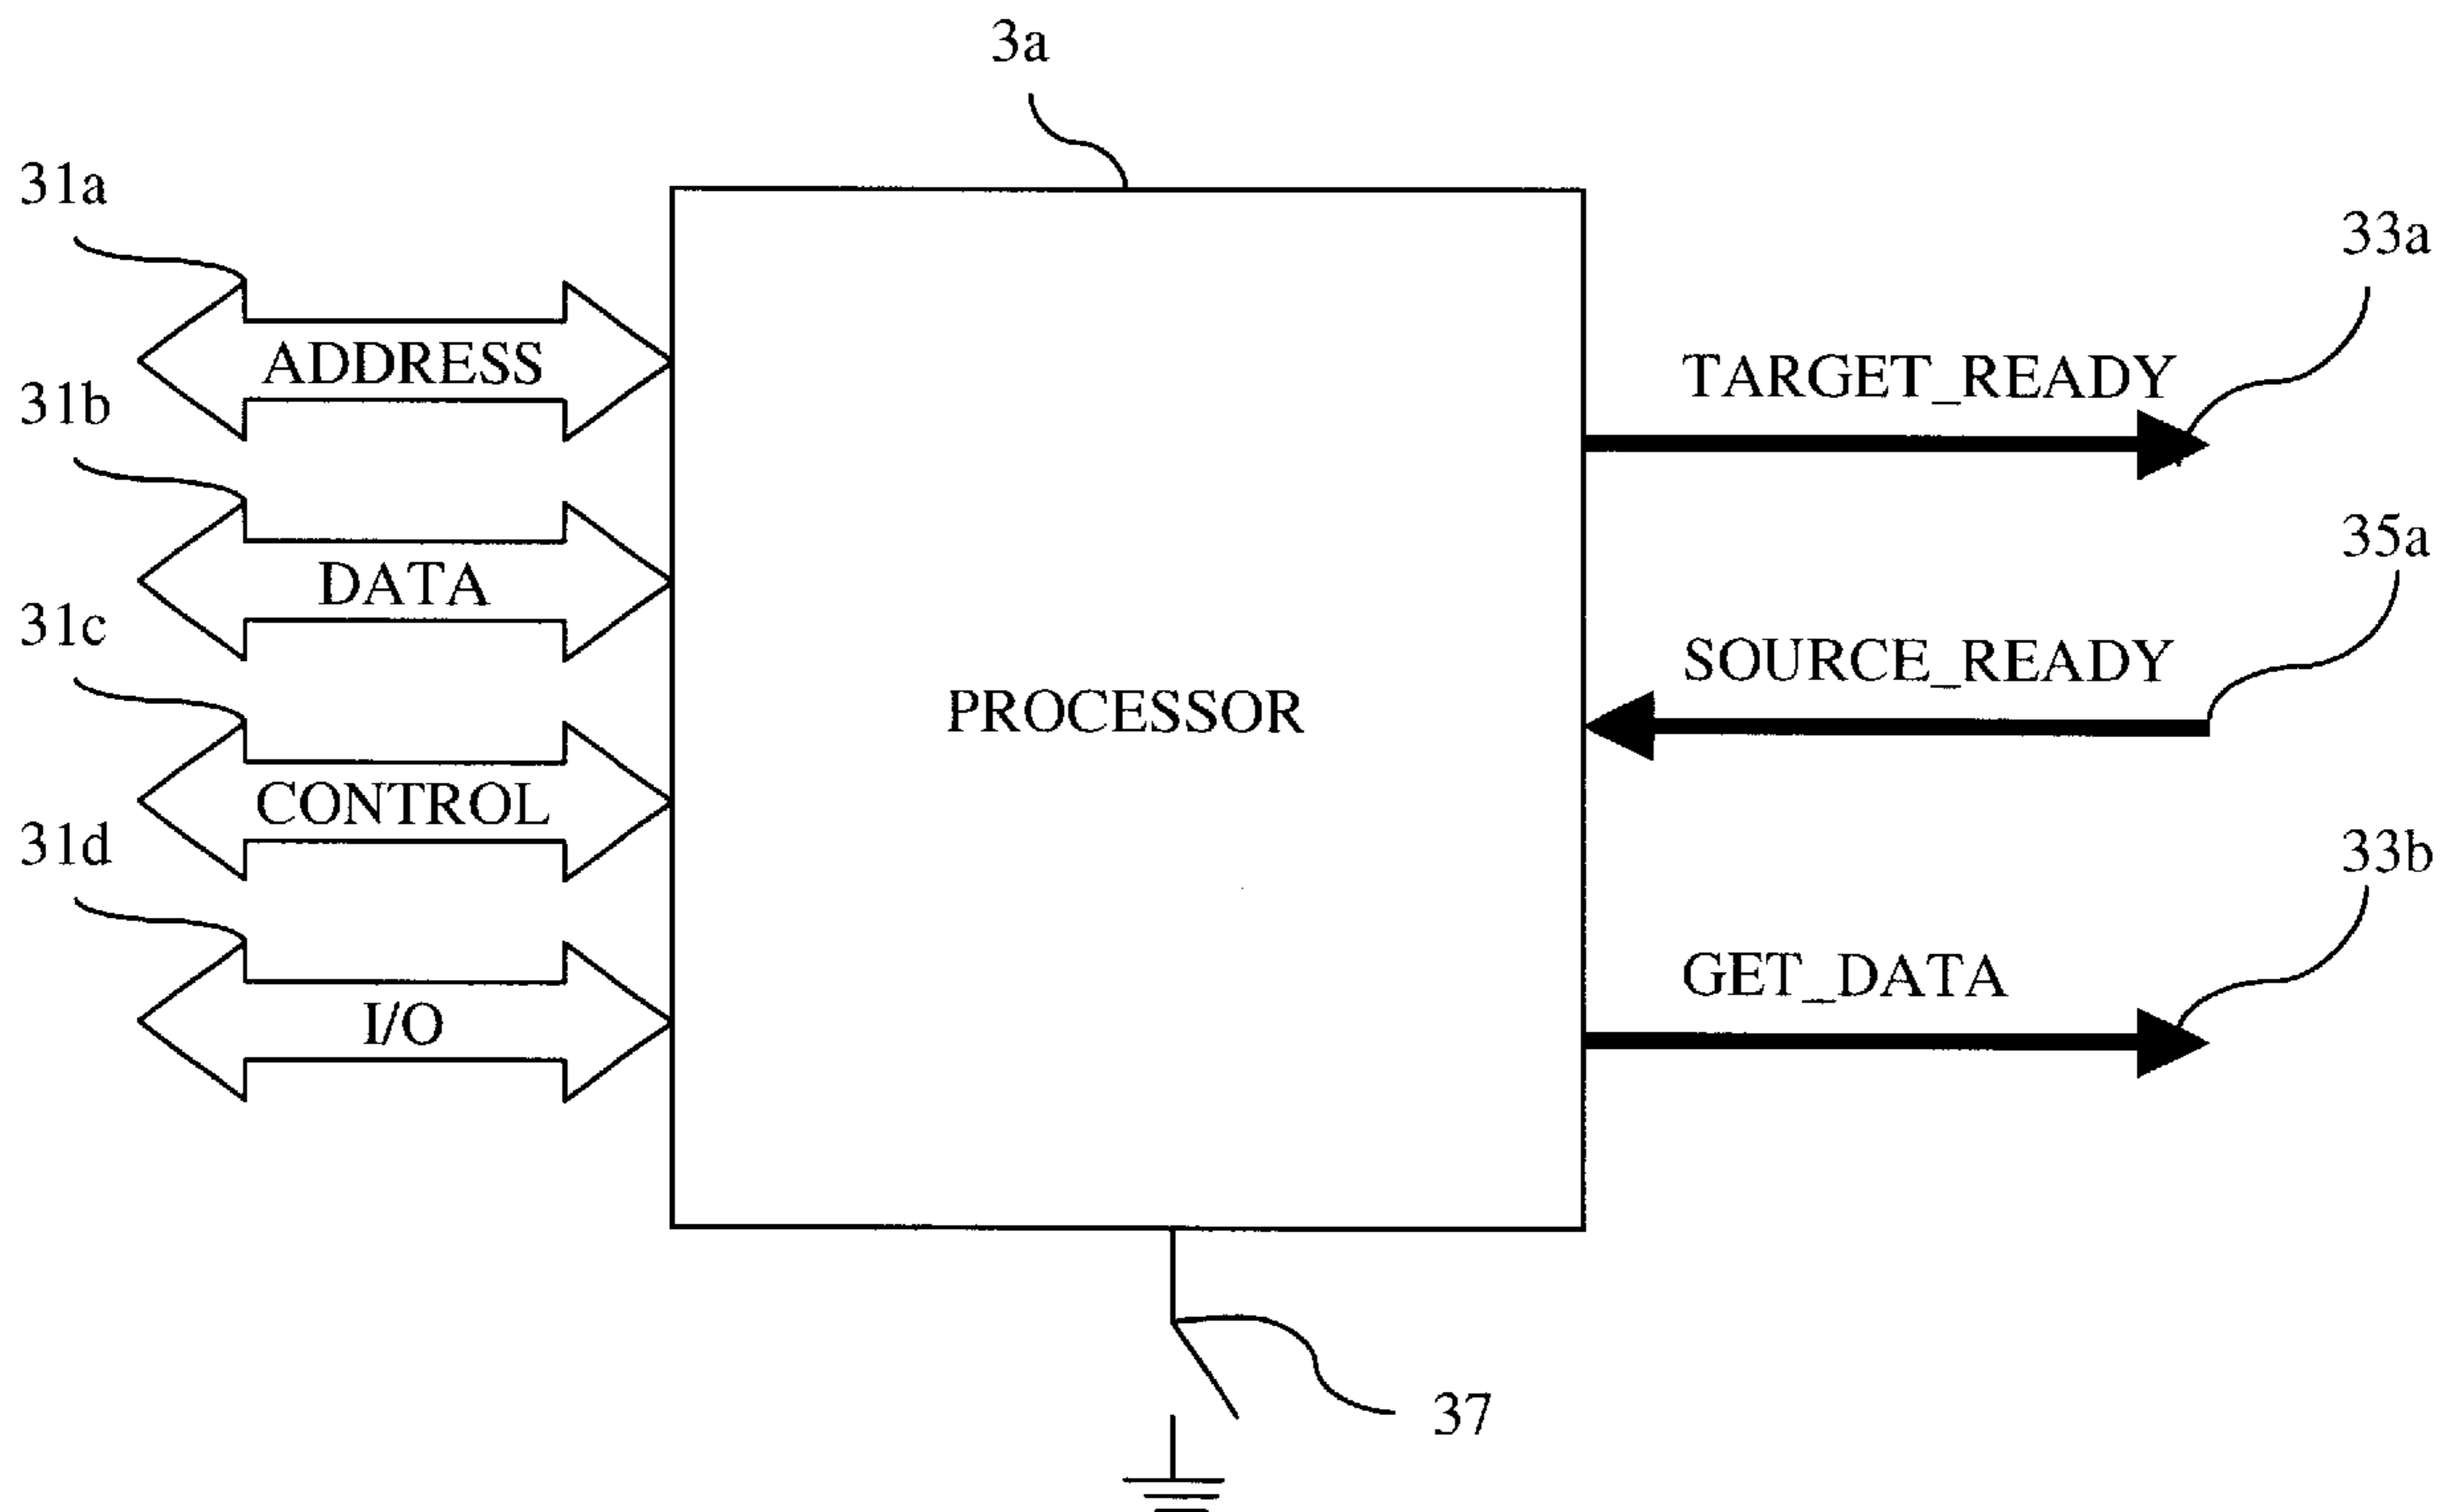 3a
31a
ADDRESS
31b
DATA
31c
CONTROL
31d
I/O
PROCESSOR
33a
TARGET_READY
35a
SOURCE_READY
33b
GET_DATA
37